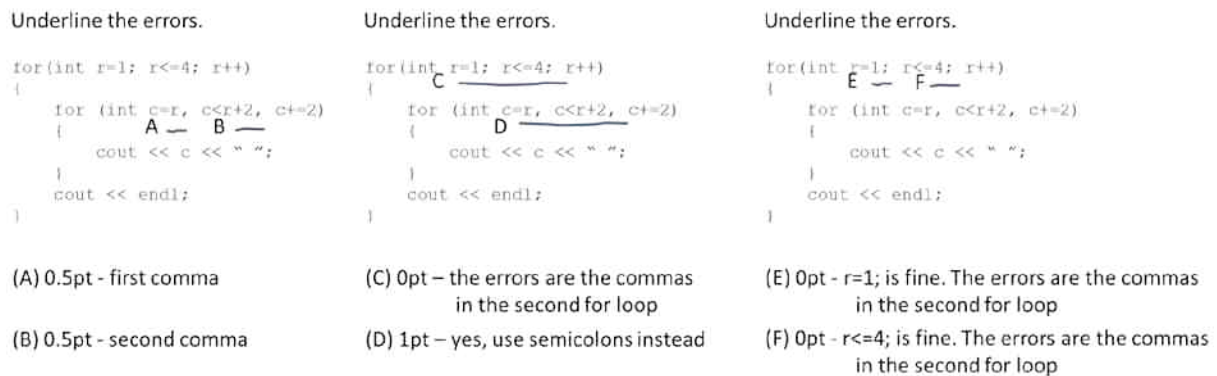 Underline the errors.
for(int r=1; r<=4; r++)
{
for (int c=r, c<r+2, c+=2)
A B
{
cout << c << " ";
}
cout << endl;
}
(A) 0.5pt - first comma
(B) 0.5pt - second comma
Underline the errors.
for(int r=1; r<=4; r++)
C
{
for (int c=r, c<r+2, c+=2)
D
{
cout << c << " ";
}
cout << endl;
}
(C) 0pt – the errors are the commas
in the second for loop
(D) 1pt – yes, use semicolons instead
Underline the errors.
for(int r=1; r<=4; r++)
E F
{
for (int c=r, c<r+2, c+=2)
{
cout << c << " ";
}
cout << endl;
}
(E) 0pt - r=1; is fine. The errors are the commas
in the second for loop
(F) 0pt - r<=4; is fine. The errors are the commas
in the second for loop